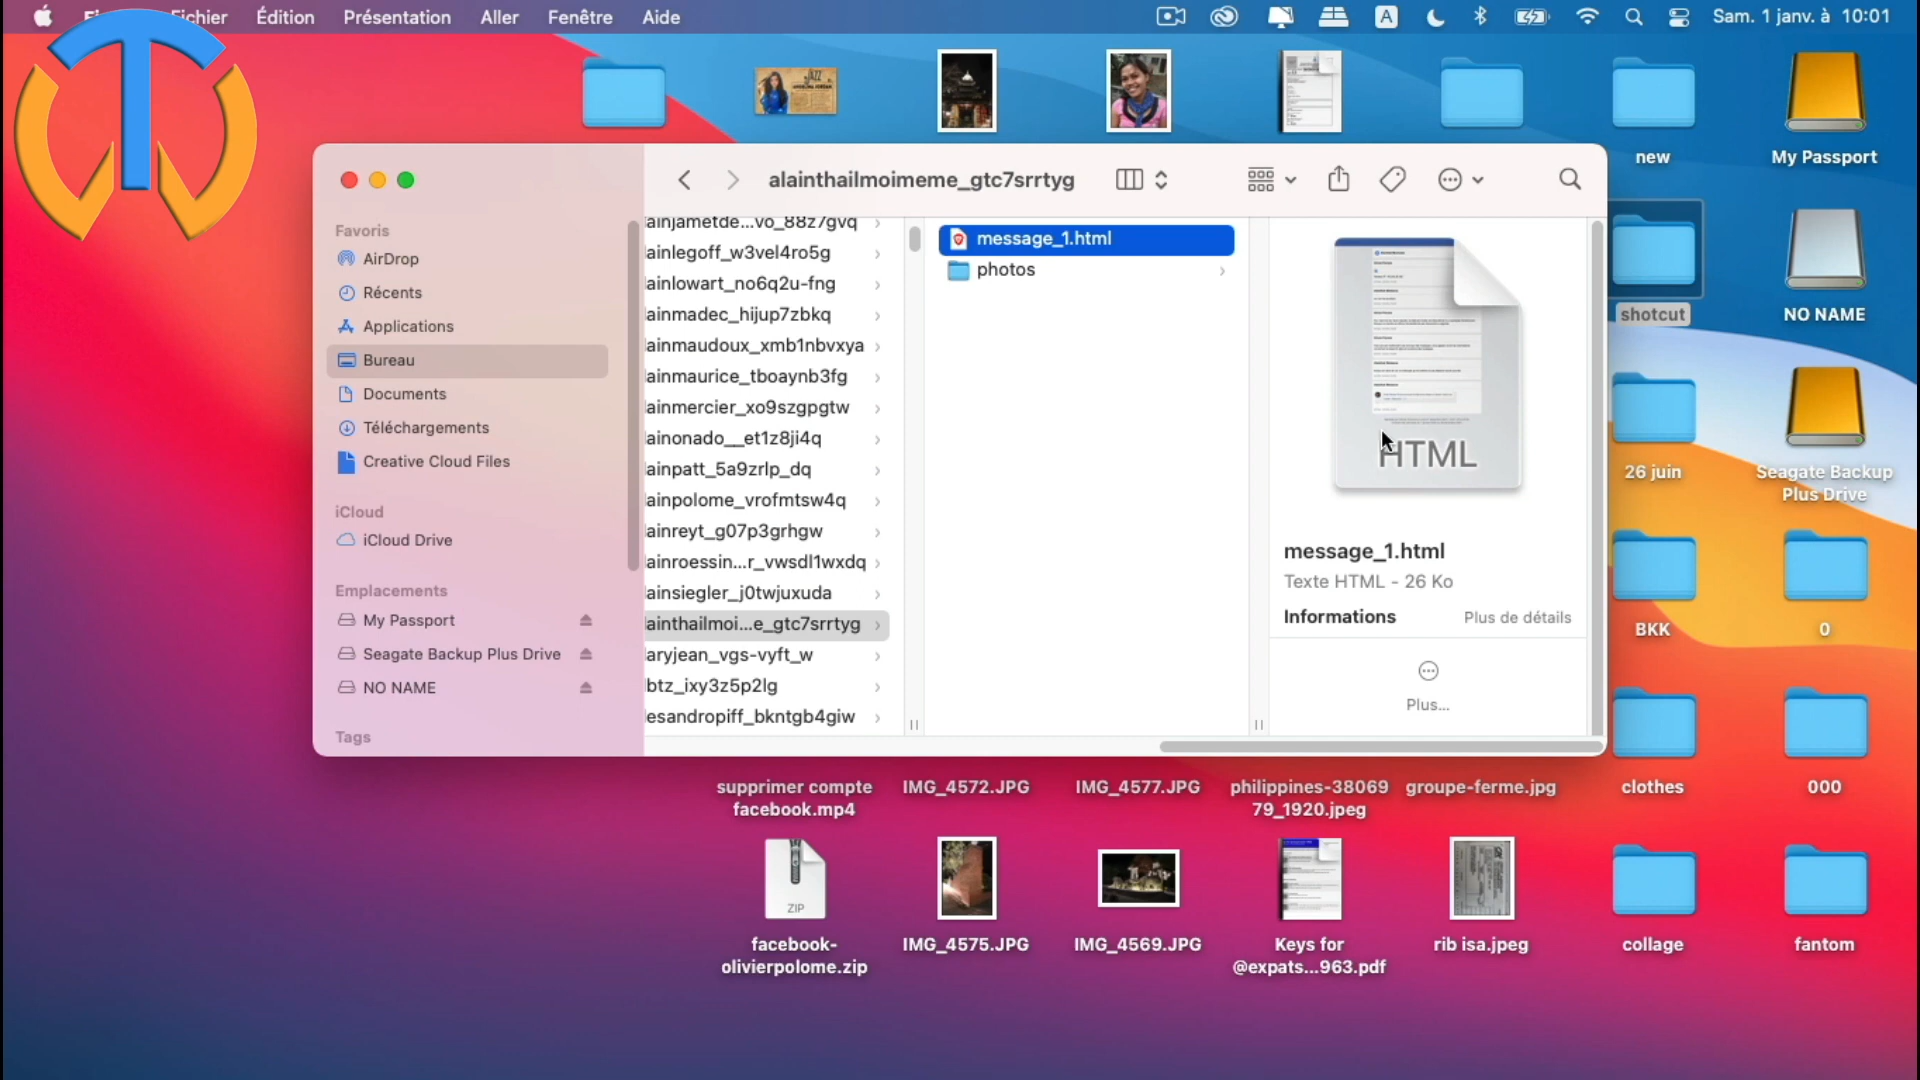 Fichier Édition Présentation Aller Fenêtre Aide
A
Sam. 1 janv. à 10:01
JAZZ
new
My Passport
alainthailmoimeme_gtc7srrtyg
Favoris
AirDrop
Récents
Applications
Bureau
Documents
Téléchargements
Creative Cloud Files
iCloud
iCloud Drive
Emplacements
My Passport
Seagate Backup Plus Drive
NO NAME
Tags
ainjametde...vo_88z7gvq
ainlegoff_w3vel4ro5g
ainlowart_no6q2u-fng
ainmadec_hijup7zbkq
ainmaudoux_xmb1nbvxya
ainmaurice_tboaynb3fg
ainmercier_xo9szgpgtw
ainonado__et1z8ji4q
ainpatt_5a9zrlp_dq
ainpolome_vrofmtsw4q
ainreyt_g07p3grhgw
ainroessin...r_vwsdl1wxdq
ainsiegler_j0twjuxuda
ainthailmoi...e_gtc7srrtyg
aryjean_vgs-vyft_w
btz_ixy3z5p2lg
esandropiff_bkntgb4giw
message_1.html
photos
HTML
message_1.html
Texte HTML - 26 Ko
Informations Plus de détails
Plus...
shotcut
NO NAME
26 juin
Seagate Backup
Plus Drive
BKK
0
clothes
000
supprimer compte
facebook.mp4
IMG_4572.JPG
IMG_4577.JPG
philippines-38069
79_1920.jpeg
groupe-ferme.jpg
ZIP
facebook-
olivierpolome.zip
IMG_4575.JPG
IMG_4569.JPG
Keys for
@expats...963.pdf
rib isa.jpeg
collage
fantom